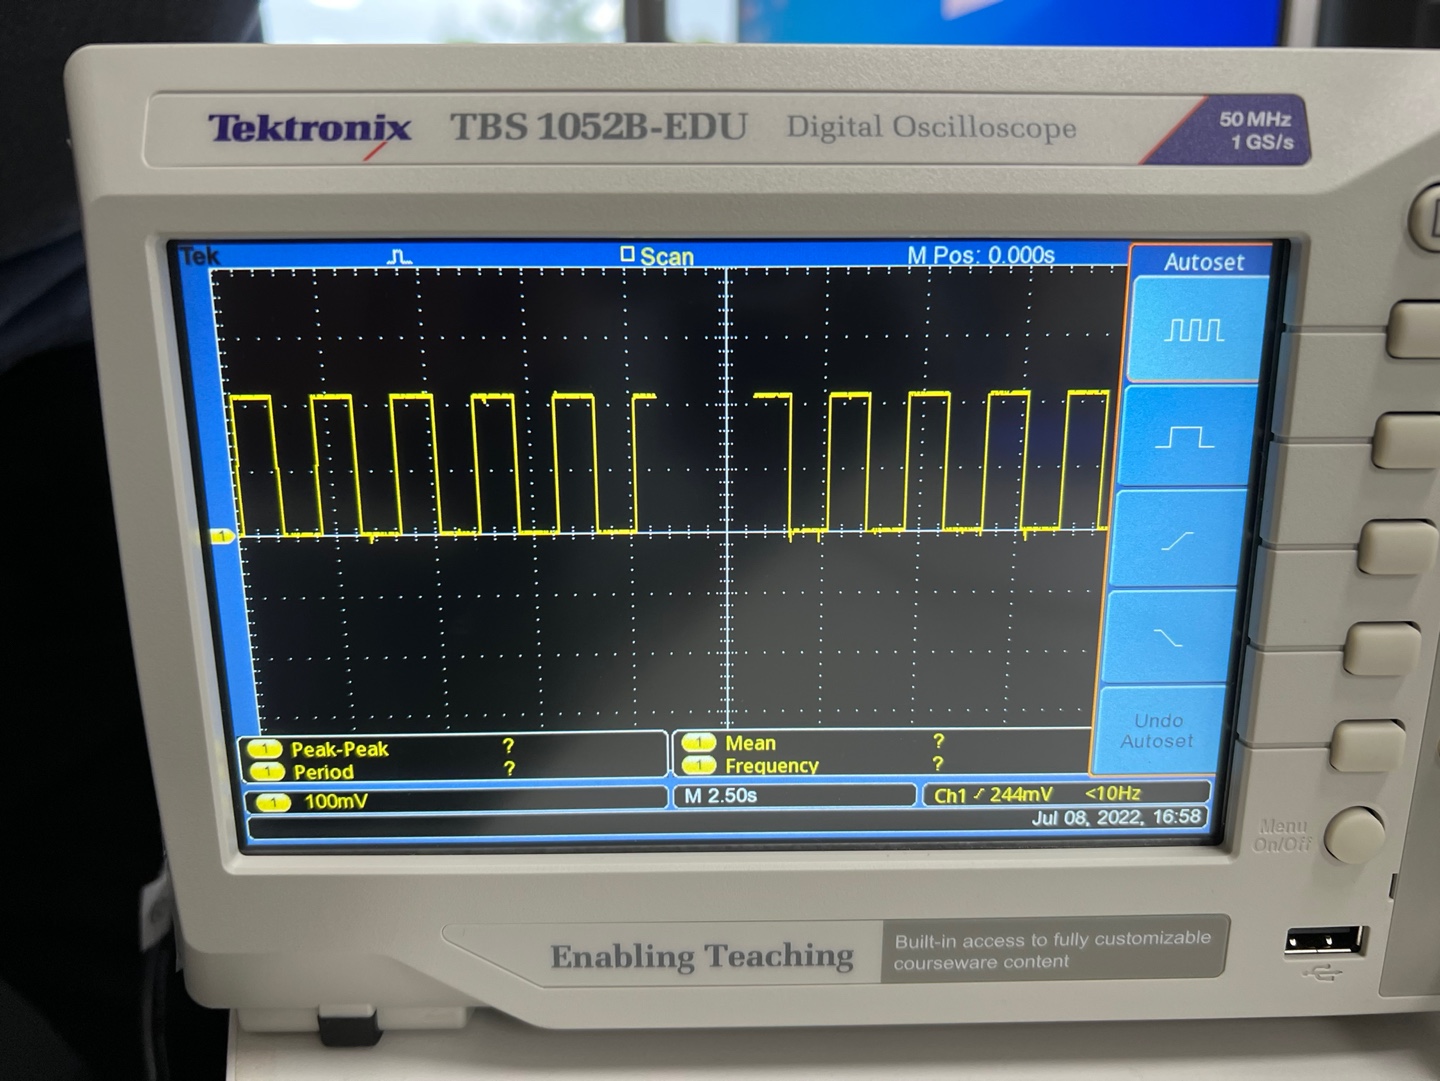 Tektronix TBS 1052B-EDU Digital Oscilloscope
50 MHz
1 GS/s
Tek Scan M Pos: 0.000s
Autoset
1
Undo
Autoset
1 Peak-Peak ?
1 Period ?
1 Mean ?
1 Frequency ?
1 100mV
M 2.50s
Ch1 244mV <10Hz
Jul 08, 2022, 16:58
Menu
On/Off
Enabling Teaching
Built-in access to fully customizable
courseware content